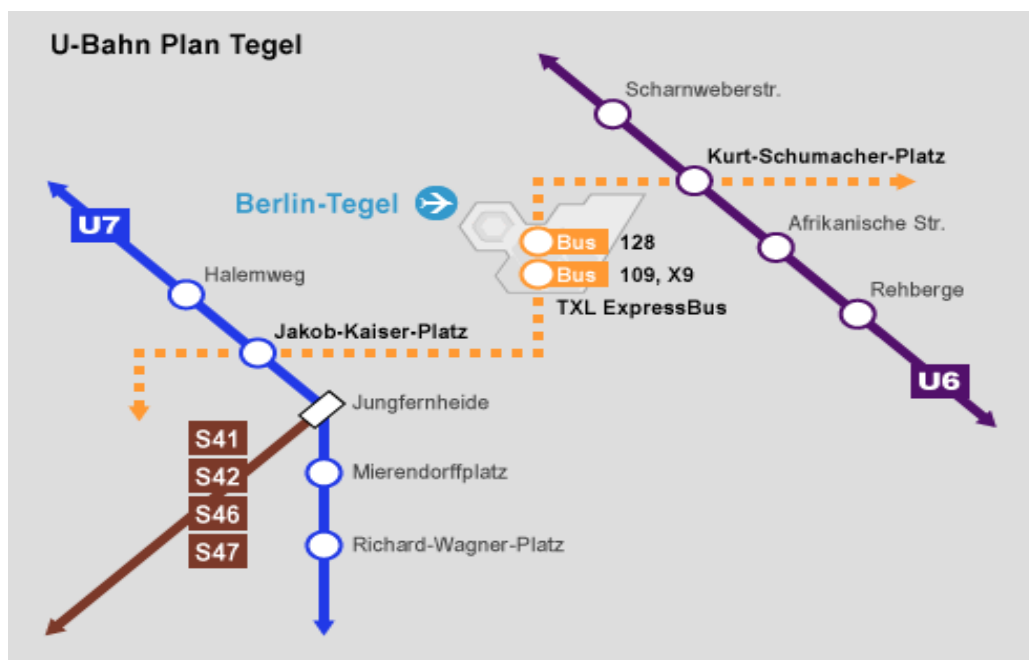 U-Bahn Plan Tegel
Scharnweberstr.
Kurt-Schumacher-Platz
Berlin-Tegel
U7
Afrikanische Str.
Bus 128
Halemweg
Bus 109, X9
Rehberge
TXL ExpressBus
Jakob-Kaiser-Platz
U6
Jungfernheide
S41
S42
Mierendorffplatz
S46
S47
Richard-Wagner-Platz